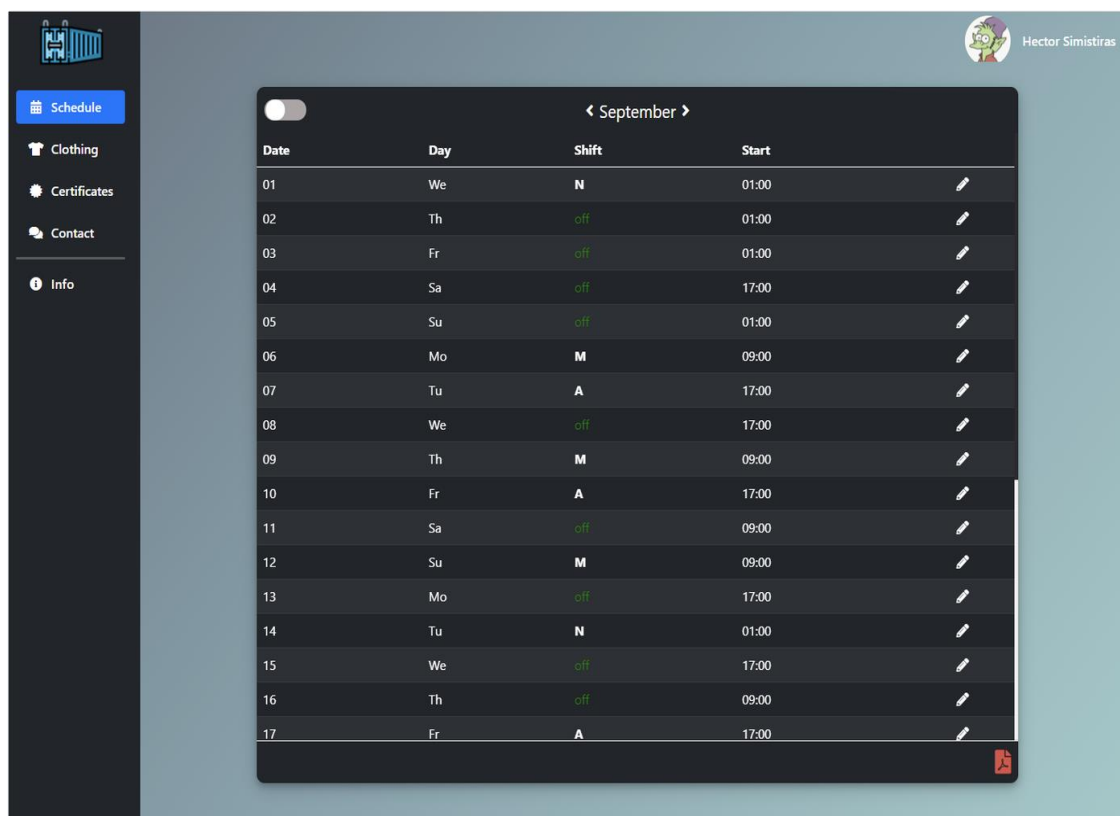 Hector Simistiras
Schedule
Clothing
Certificates
Contact
Info
September
Date Day Shift Start
01 We N 01:00
02 Th off 01:00
03 Fr off 01:00
04 Sa off 17:00
05 Su off 01:00
06 Mo M 09:00
07 Tu A 17:00
08 We off 17:00
09 Th M 09:00
10 Fr A 17:00
11 Sa off 09:00
12 Su M 09:00
13 Mo off 17:00
14 Tu N 01:00
15 We off 17:00
16 Th off 09:00
17 Fr A 17:00